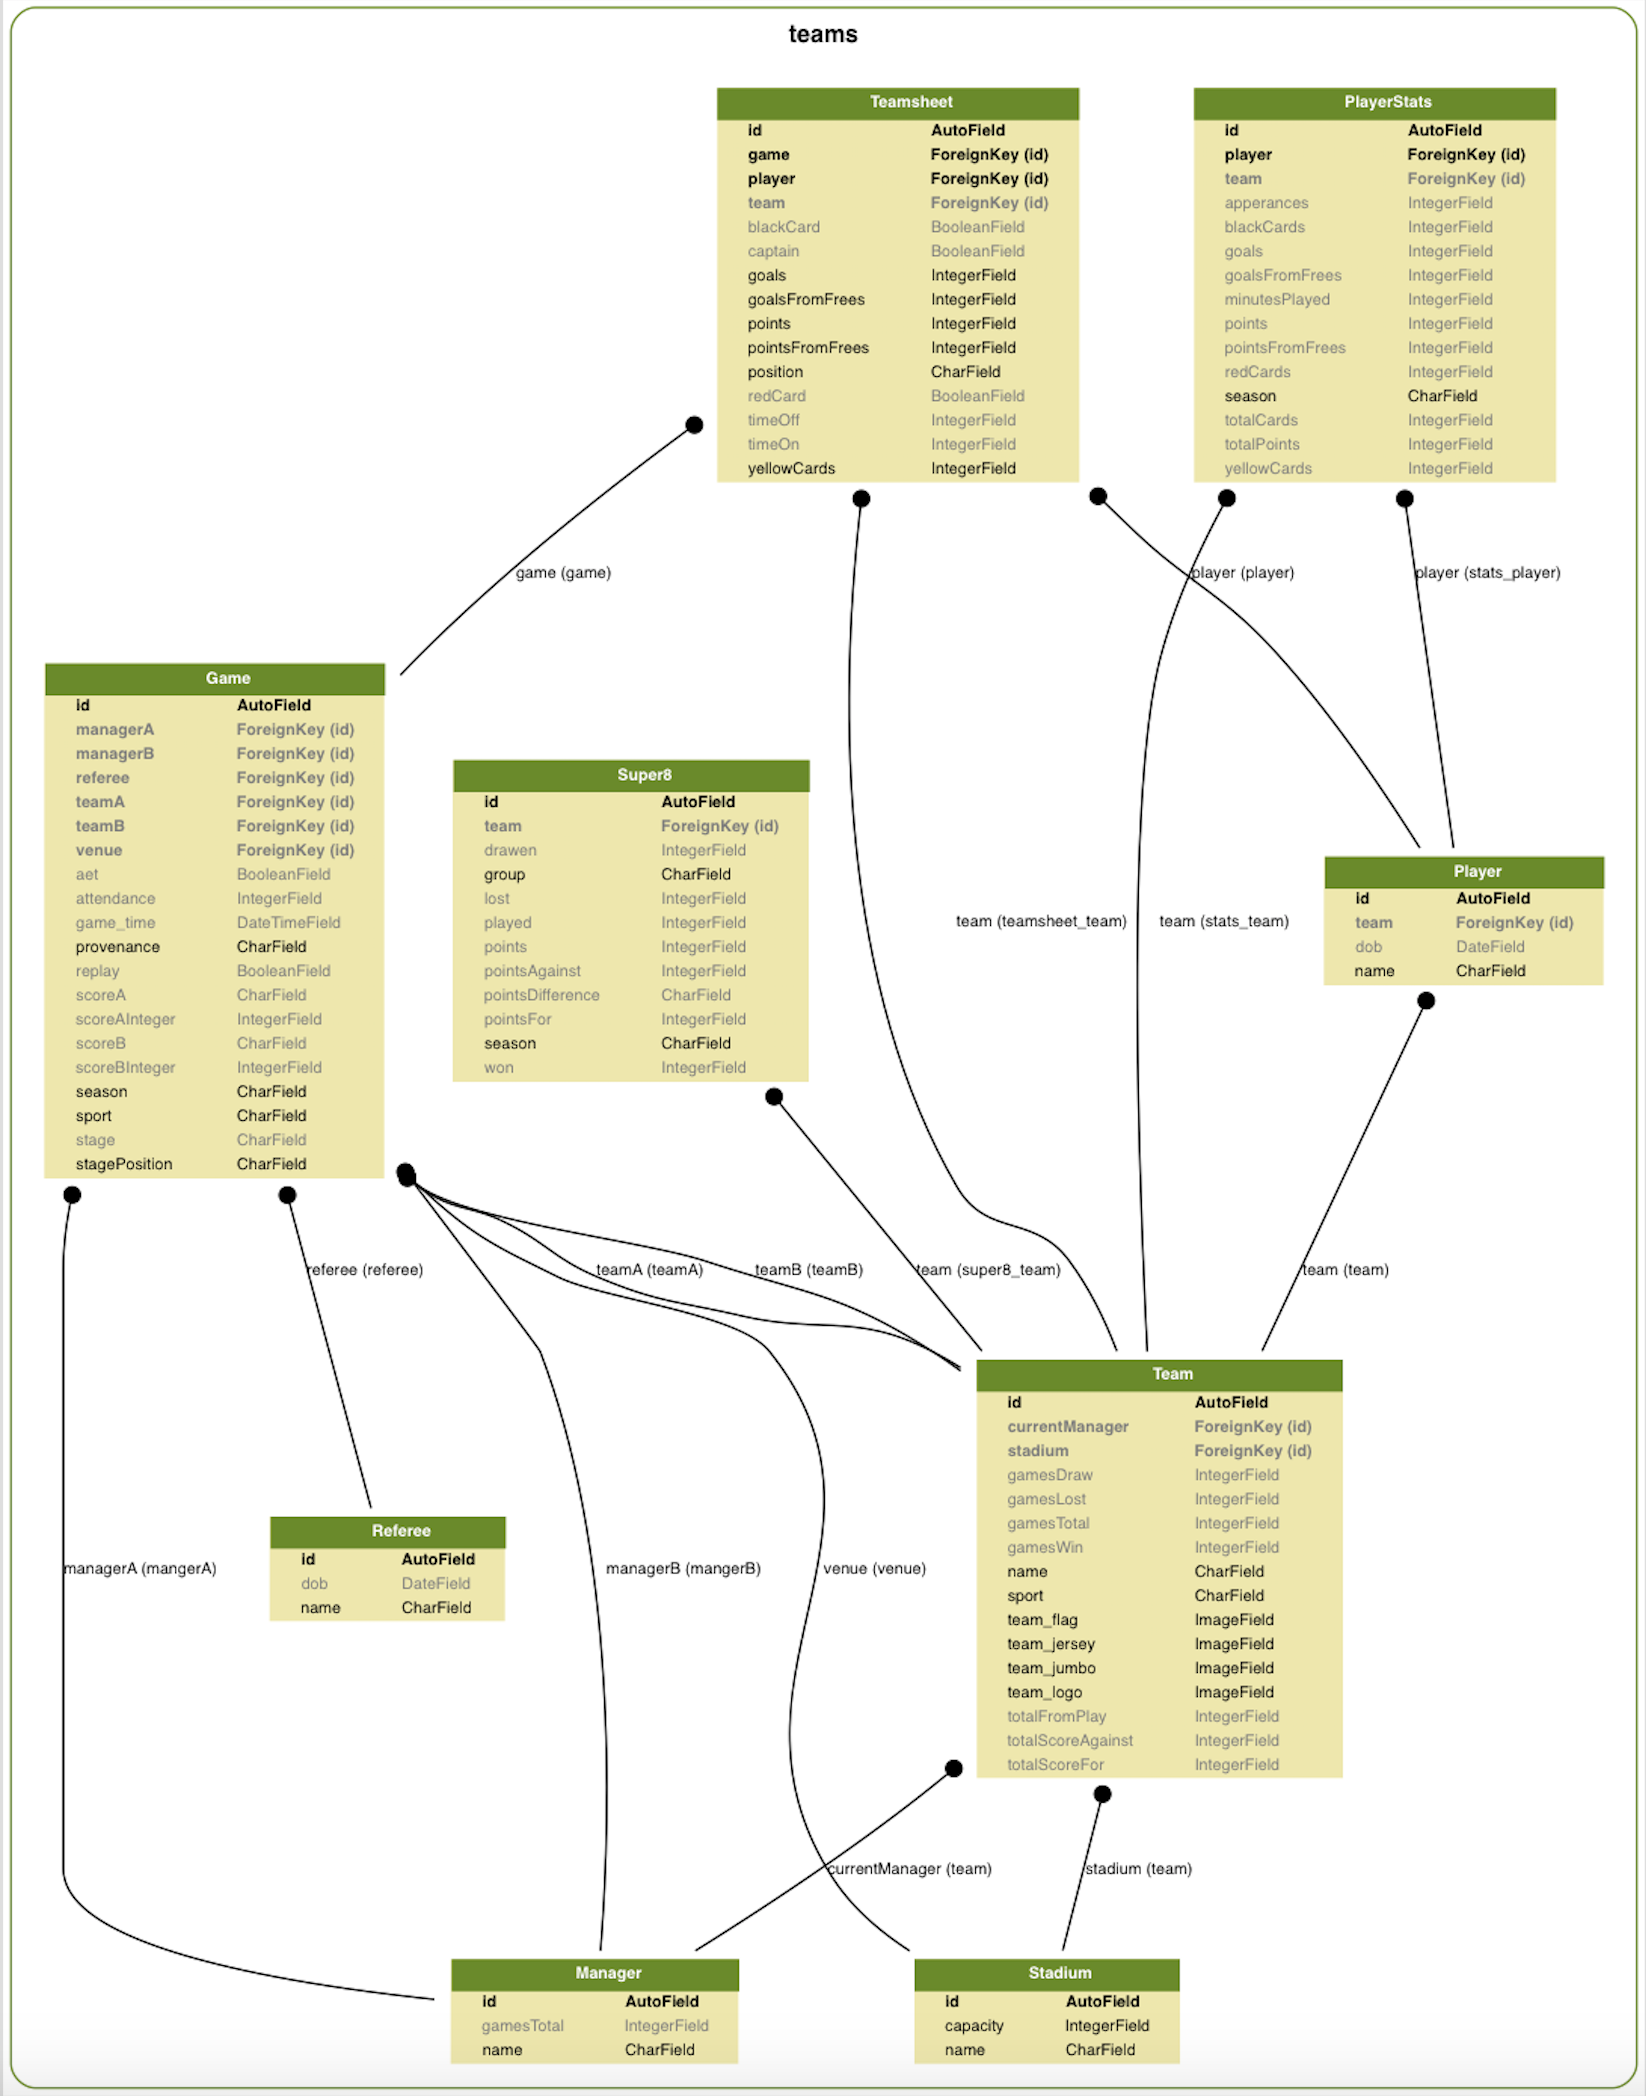 teams
Teamsheet
id AutoField
game ForeignKey (id)
player ForeignKey (id)
team ForeignKey (id)
blackCard BooleanField
captain BooleanField
goals IntegerField
goalsFromFrees IntegerField
points IntegerField
pointsFromFrees IntegerField
position CharField
redCard BooleanField
timeOff IntegerField
timeOn IntegerField
yellowCards IntegerField
PlayerStats
id AutoField
player ForeignKey (id)
team ForeignKey (id)
apperances IntegerField
blackCards IntegerField
goals IntegerField
goalsFromFrees IntegerField
minutesPlayed IntegerField
points IntegerField
pointsFromFrees IntegerField
redCards IntegerField
season CharField
totalCards IntegerField
totalPoints IntegerField
yellowCards IntegerField
game (game)
player (player)
player (stats_player)
Game
id AutoField
managerA ForeignKey (id)
managerB ForeignKey (id)
referee ForeignKey (id)
teamA ForeignKey (id)
teamB ForeignKey (id)
venue ForeignKey (id)
aet BooleanField
attendance IntegerField
game_time DateTimeField
provenance CharField
replay BooleanField
scoreA CharField
scoreAInteger IntegerField
scoreB CharField
scoreBInteger IntegerField
season CharField
sport CharField
stage CharField
stagePosition CharField
Super8
id AutoField
team ForeignKey (id)
drawen IntegerField
group CharField
lost IntegerField
played IntegerField
points IntegerField
pointsAgainst IntegerField
pointsDifference CharField
pointsFor IntegerField
season CharField
won IntegerField
team (teamsheet_team)
team (stats_team)
Player
id AutoField
team ForeignKey (id)
dob DateField
name CharField
referee (referee)
teamA (teamA)
teamB (teamB)
team (super8_team)
team (team)
Team
id AutoField
currentManager ForeignKey (id)
stadium ForeignKey (id)
gamesDraw IntegerField
gamesLost IntegerField
gamesTotal IntegerField
gamesWin IntegerField
name CharField
sport CharField
team_flag ImageField
team_jersey ImageField
team_jumbo ImageField
team_logo ImageField
totalFromPlay IntegerField
totalScoreAgainst IntegerField
totalScoreFor IntegerField
Referee
id AutoField
dob DateField
name CharField
managerA (mangerA)
managerB (mangerB)
venue (venue)
currentManager (team)
stadium (team)
Manager
id AutoField
gamesTotal IntegerField
name CharField
Stadium
id AutoField
capacity IntegerField
name CharField